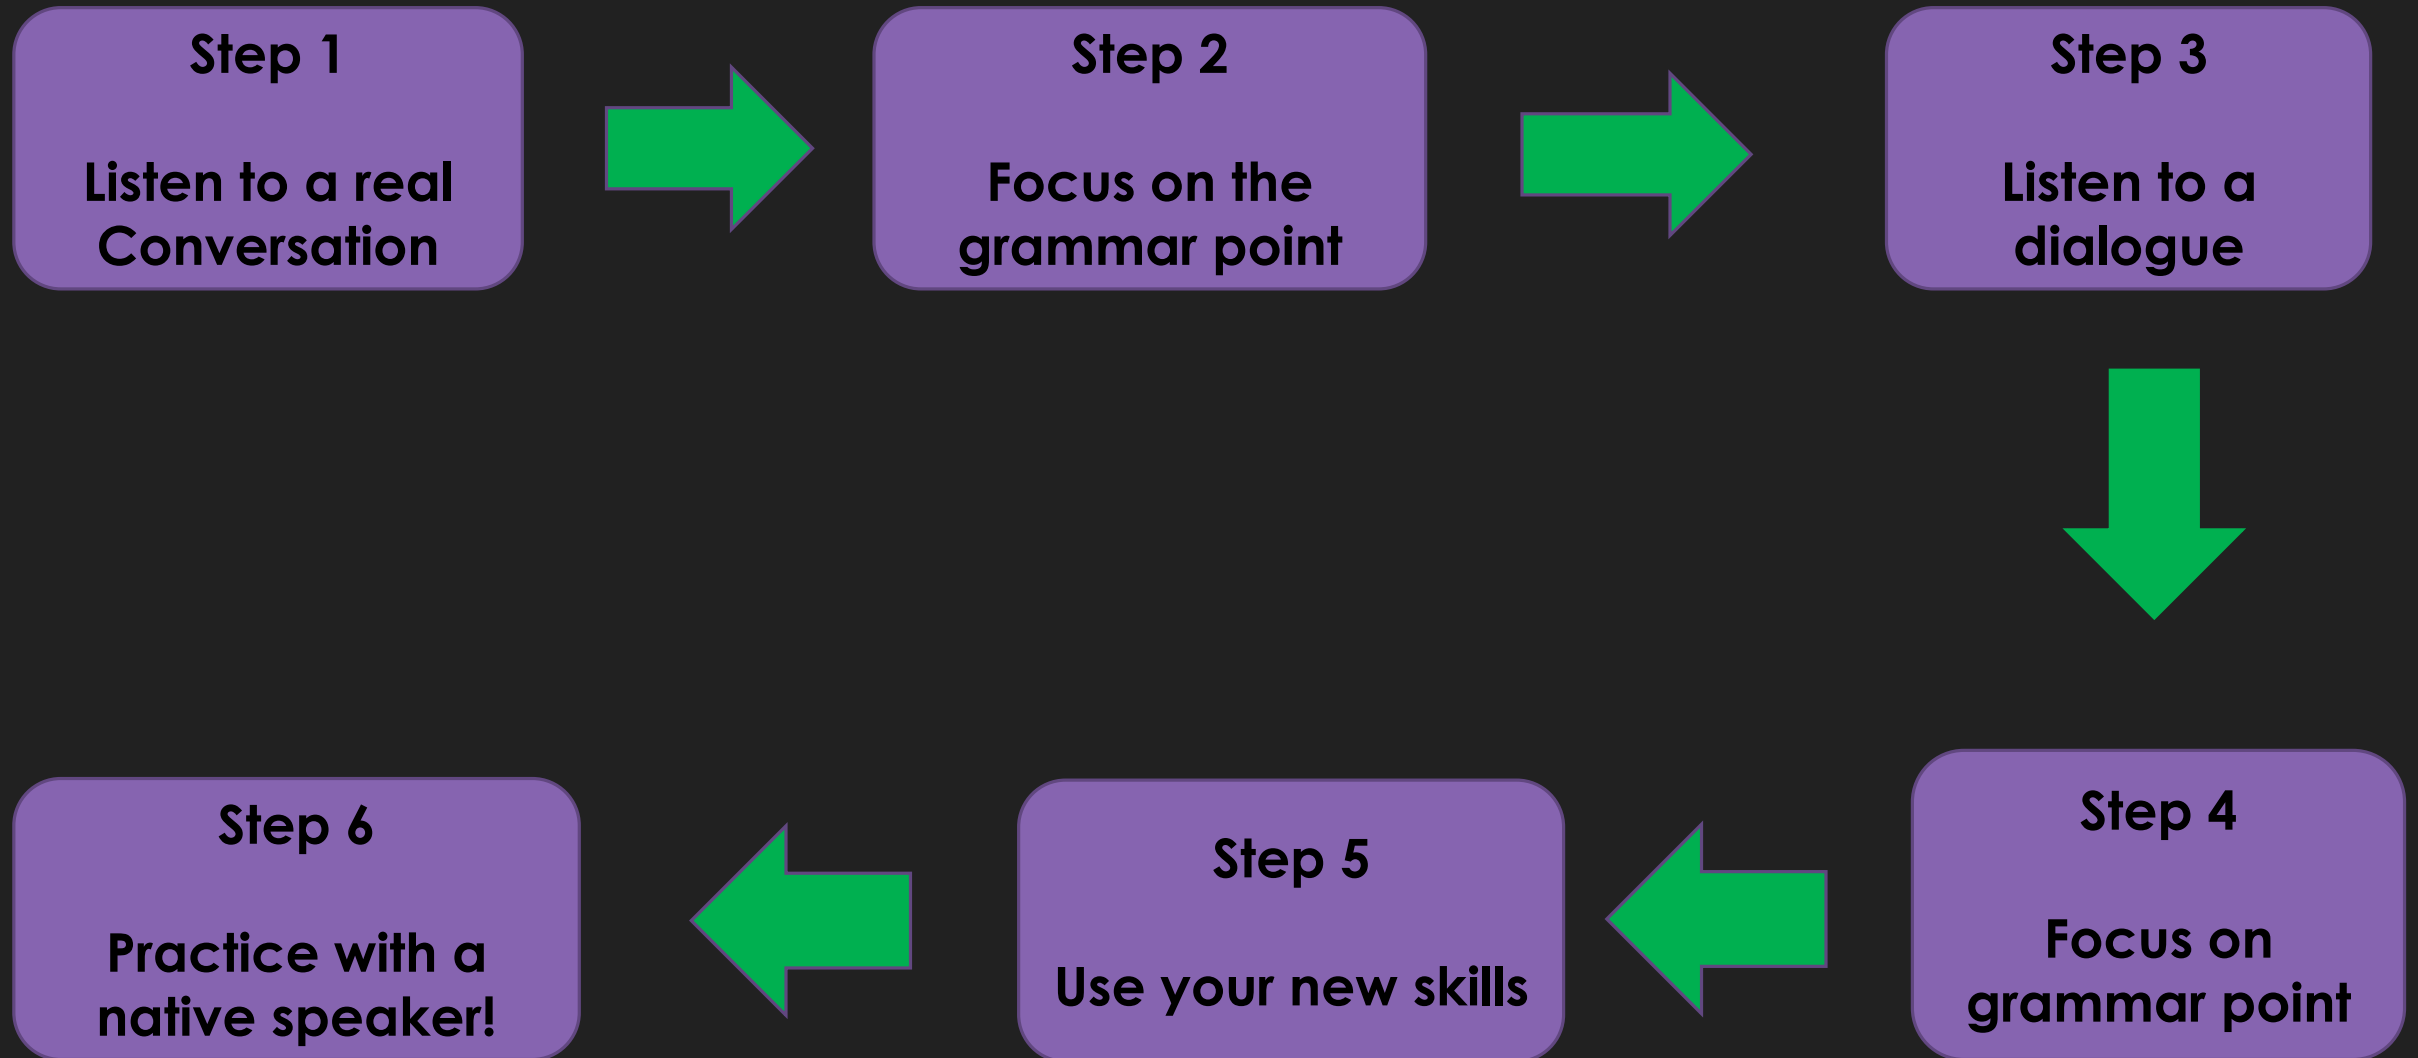 Step 1
Listen to a real
Conversation
Step 2
Focus on the
grammar point
Step 3
Listen to a
dialogue
Step 4
Focus on
grammar point
Step 5
Use your new skills
Step 6
Practice with a
native speaker!